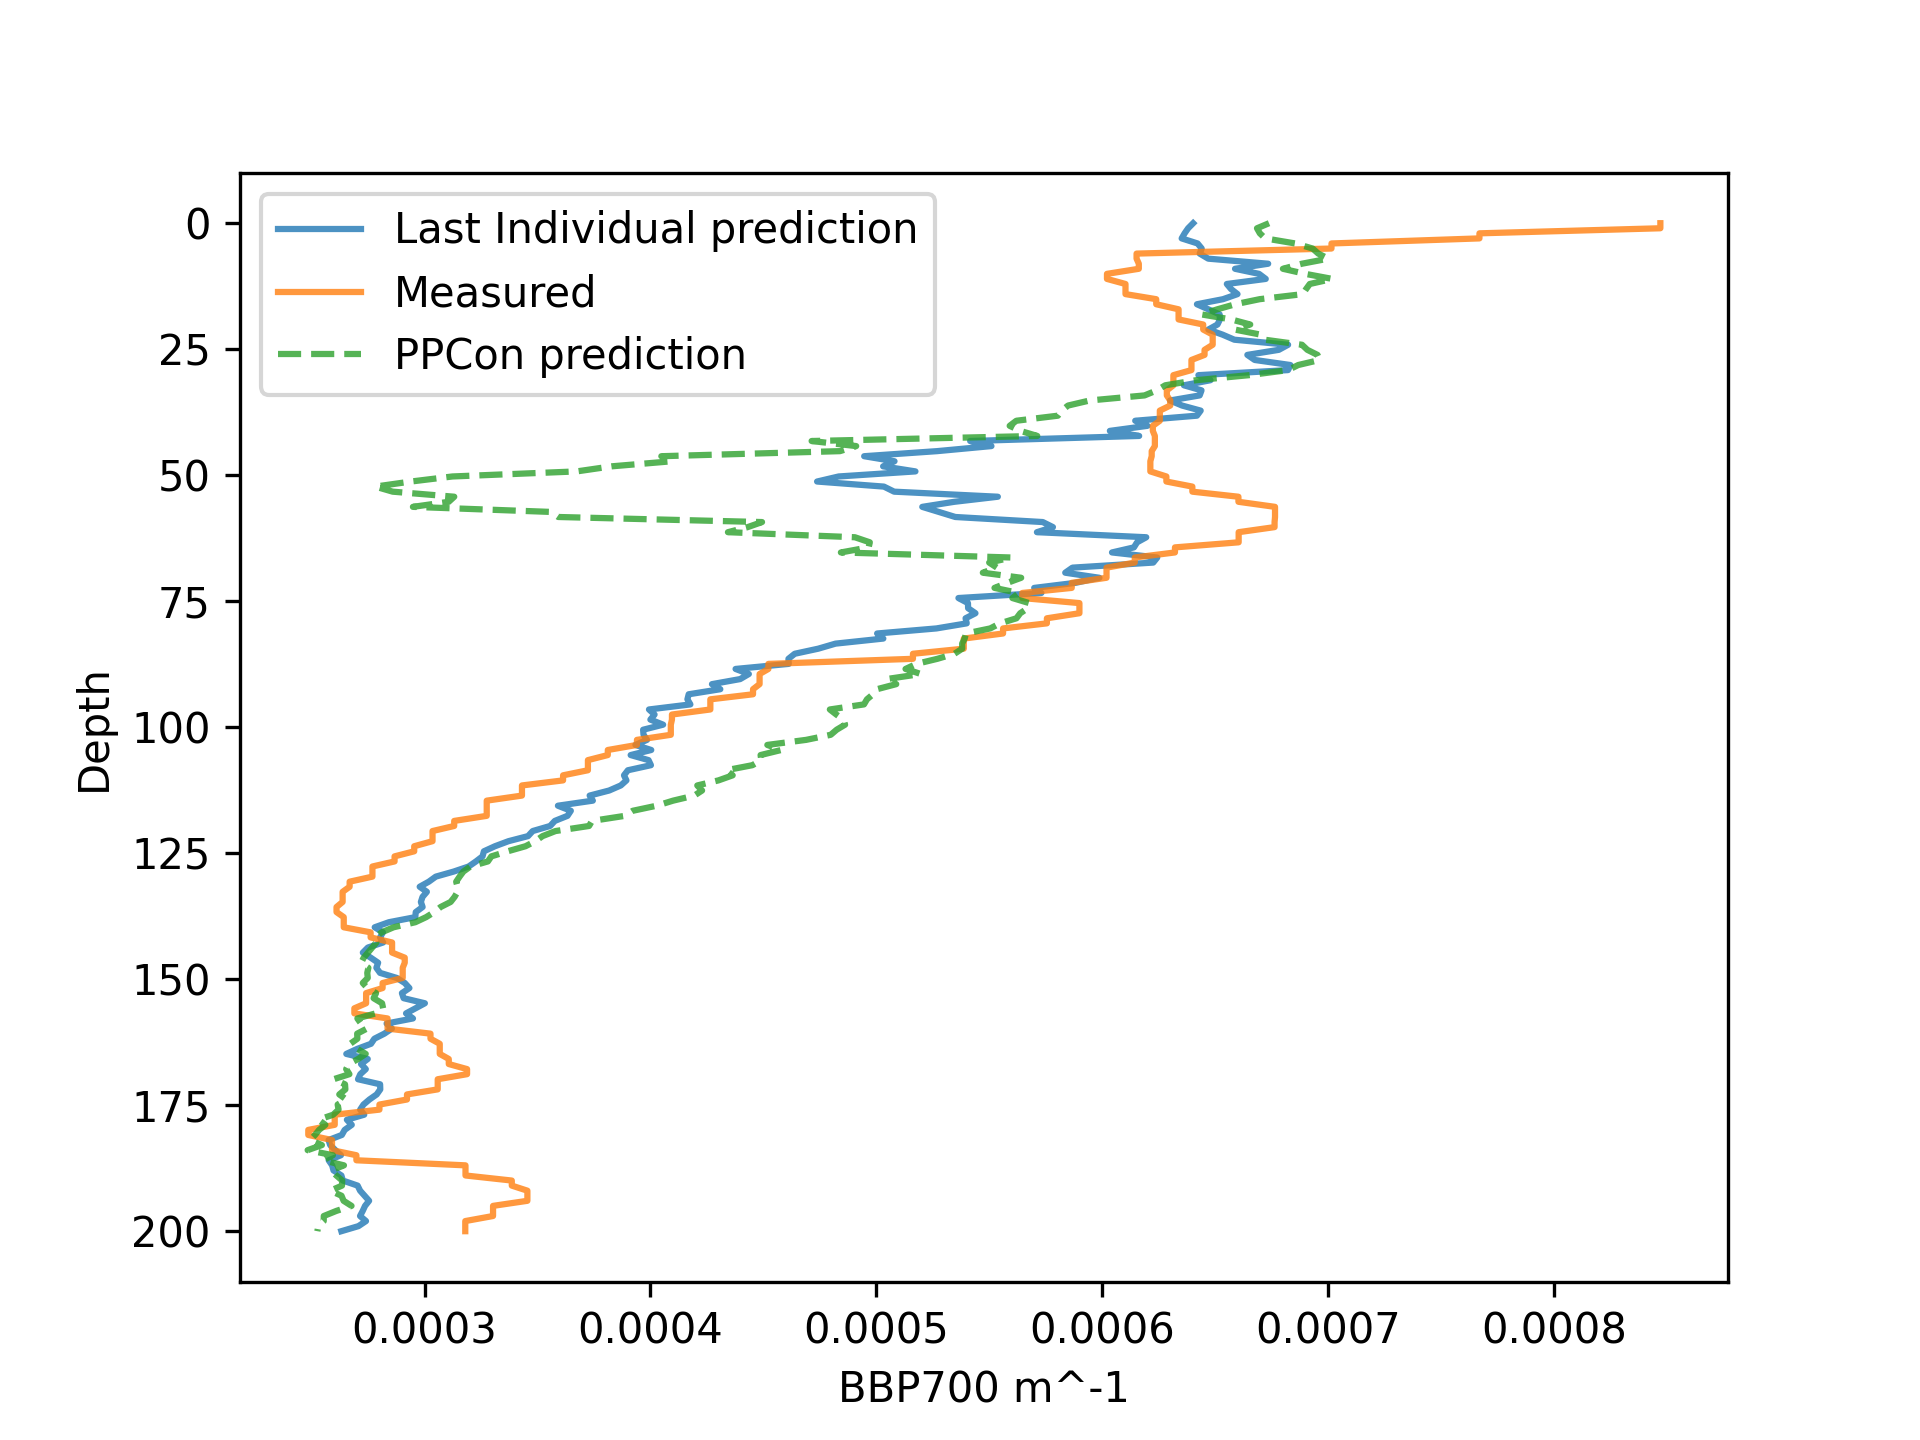 Last Individual prediction
Measured
PPCon prediction
0
25
50
75
100
125
150
175
200
Depth
0.0003 0.0004 0.0005 0.0006 0.0007 0.0008
BBP700 m^-1